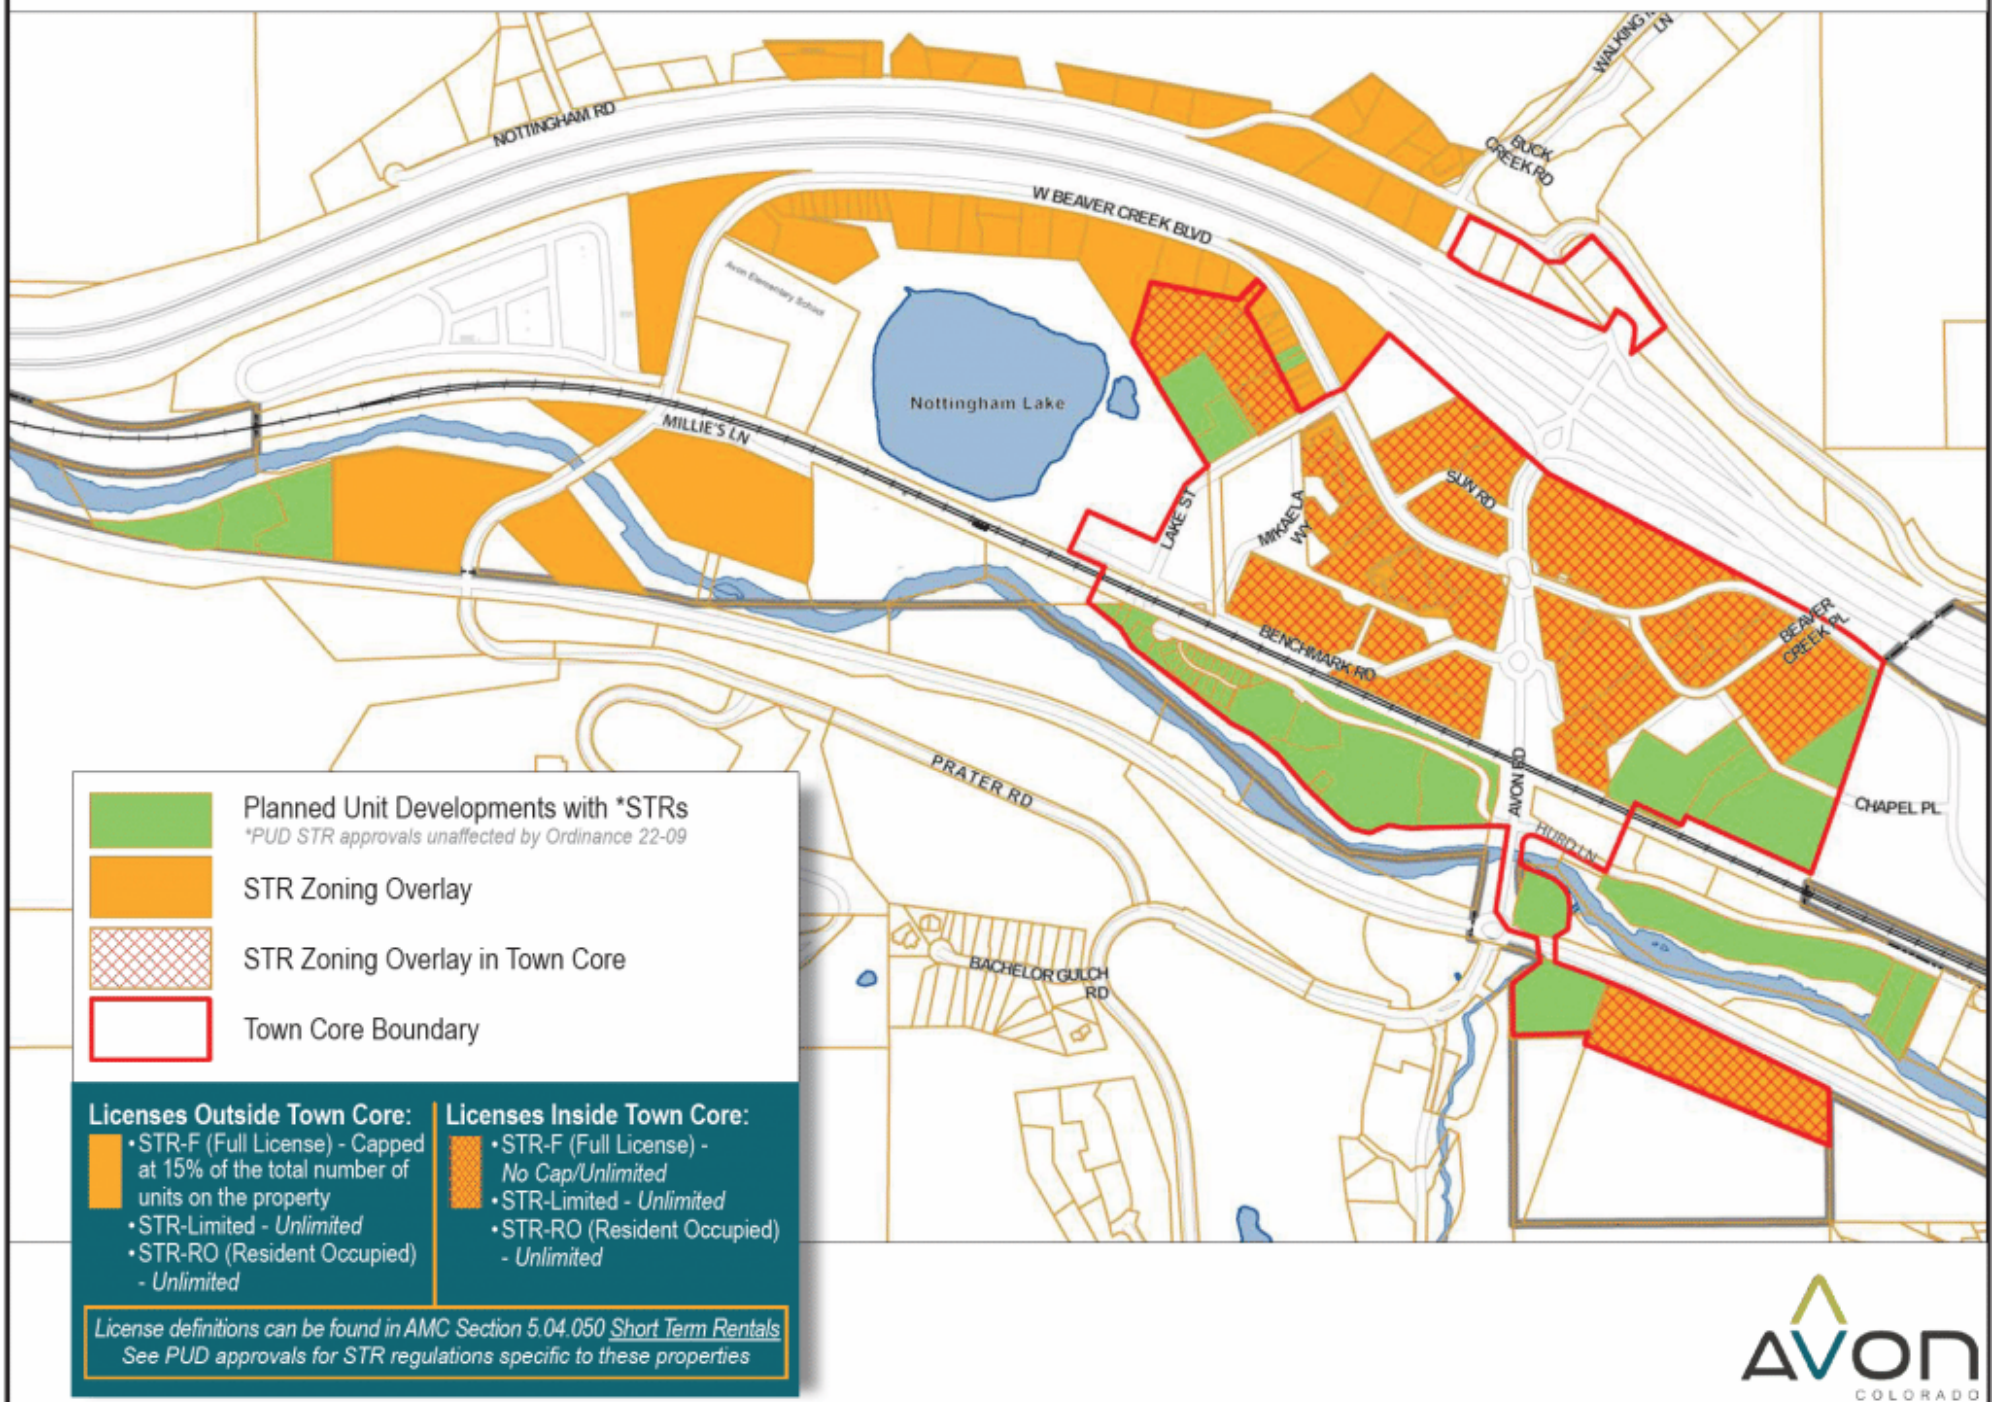 WALKING
LN
NOTTINGHAM RD
BUCK
CREEK RD
W BEAVER CREEK BLVD
Avon Elementary School
Nottingham Lake
MILLIE'S LN
SUN RD
LAKE ST
MIKAELA
WY
BEAVER
CREEK PL
BENCHMARK RD
AVON RD
PRATER RD
CHAPEL PL
HURD LN
BACHELOR GULCH
RD
Planned Unit Developments with *STRs
*PUD STR approvals unaffected by Ordinance 22-09
STR Zoning Overlay
STR Zoning Overlay in Town Core
Town Core Boundary
Licenses Outside Town Core:
• STR-F (Full License) - Capped
at 15% of the total number of
units on the property
• STR-Limited - Unlimited
• STR-RO (Resident Occupied)
- Unlimited
Licenses Inside Town Core:
• STR-F (Full License) -
No Cap/Unlimited
• STR-Limited - Unlimited
• STR-RO (Resident Occupied)
- Unlimited
License definitions can be found in AMC Section 5.04.050 Short Term Rentals
See PUD approvals for STR regulations specific to these properties
AVON
COLORADO